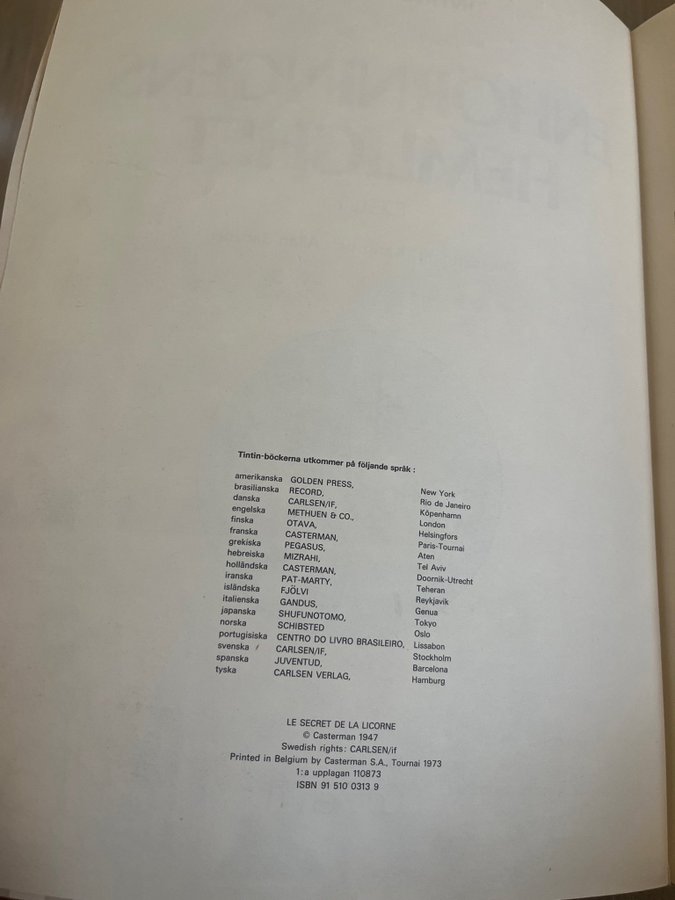 Tintin-böckerna utkommer på följande språk :
amerikanska GOLDEN PRESS, New York
brasilianska RECORD, Rio de Janeiro
danska CARLSEN/IF, Köpenhamn
engelska METHUEN & CO., London
finska OTAVA, Helsingfors
franska CASTERMAN, Paris-Tournai
grekiska PEGASUS, Aten
hebreiska MIZRAHI, Tel Aviv
holländska CASTERMAN, Doornik-Utrecht
iranska PAT-MARTY, Teheran
isländska FJÖLVI Reykjavik
italienska GANDUS, Genua
japanska SHUFUNOTOMO, Tokyo
norska SCHIBSTED Oslo
portugisiska CENTRO DO LIVRO BRASILEIRO, Lissabon
svenska CARLSEN/IF, Stockholm
spanska JUVENTUD, Barcelona
tyska CARLSEN VERLAG, Hamburg
LE SECRET DE LA LICORNE
© Casterman 1947
Swedish rights: CARLSEN/if
Printed in Belgium by Casterman S.A., Tournai 1973
1:a upplagan 110873
ISBN 91 510 0313 9